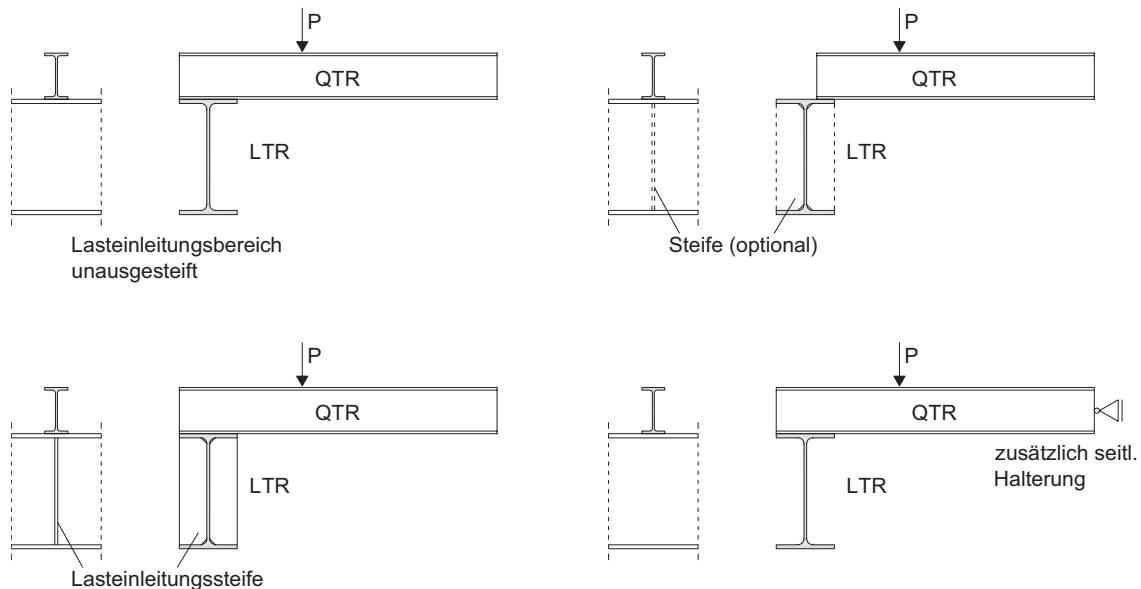 P
QTR
LTR
Lasteinleitungsbereich
unausgesteift
P
QTR
LTR
Steife (optional)
P
QTR
LTR
Lasteinleitungssteife
P
QTR
zusätzlich seitl.
Halterung
LTR